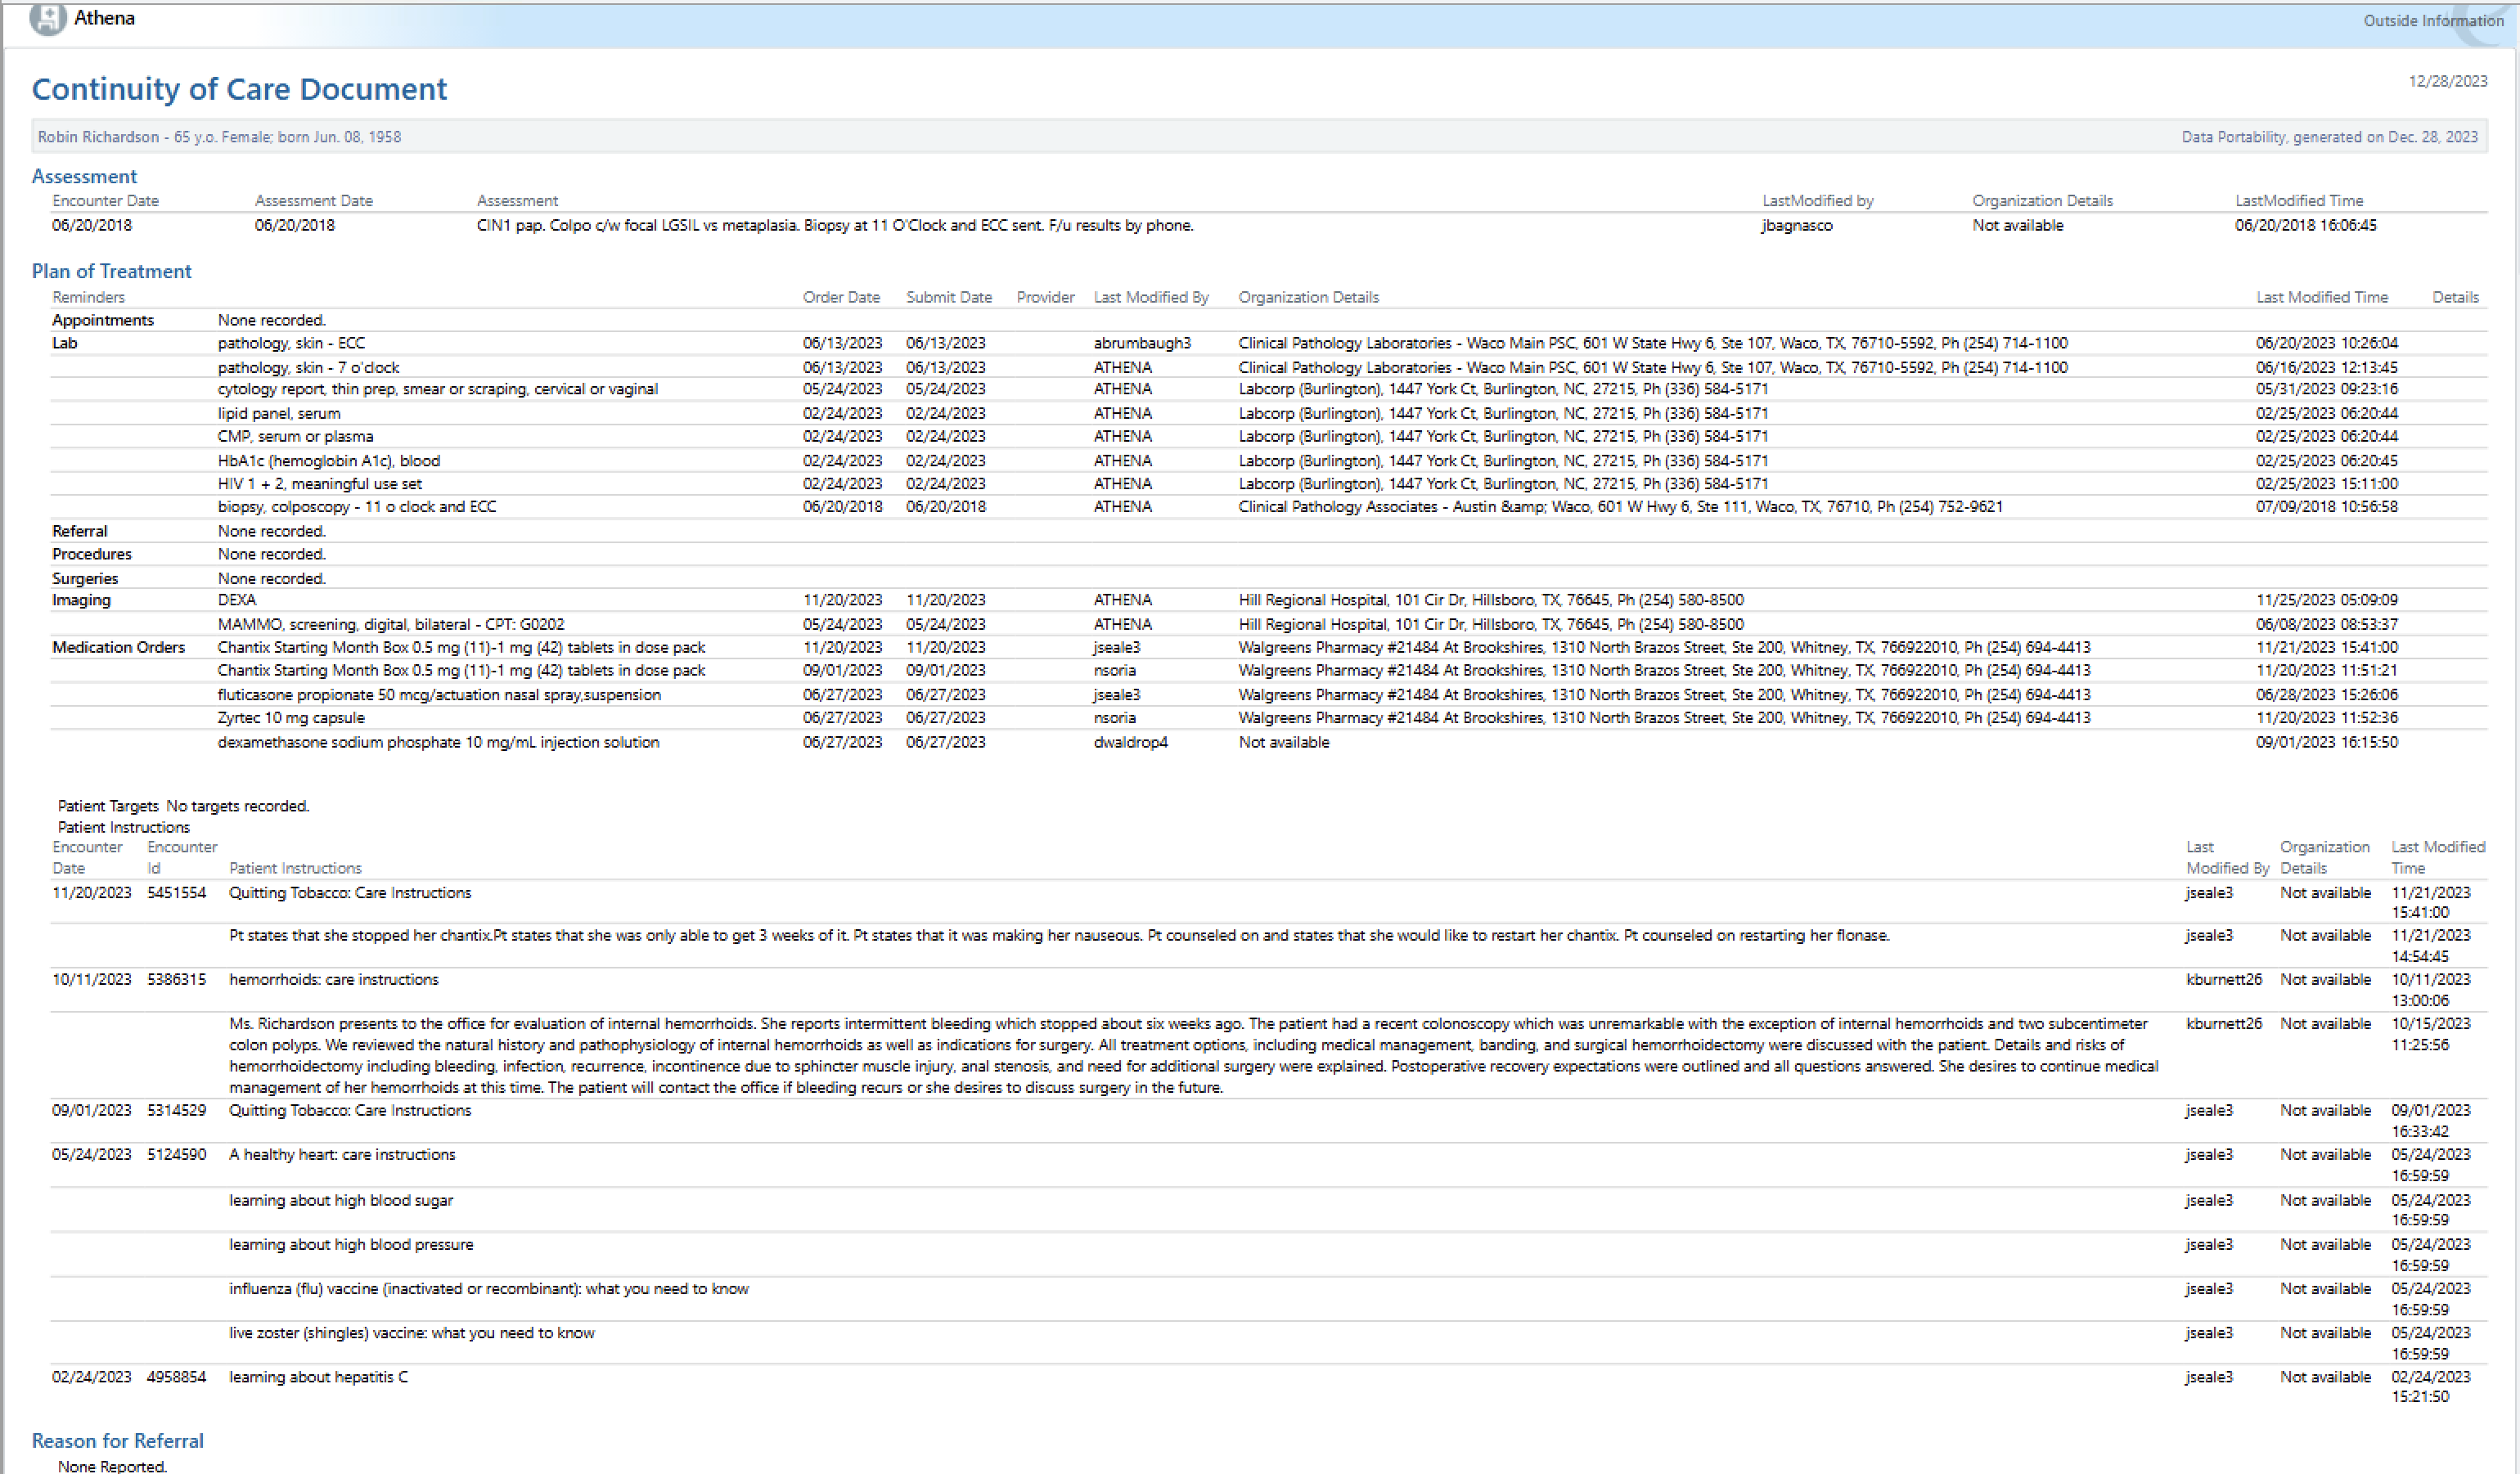 Athena
Outside Information
Continuity of Care Document
12/28/2023
Robin Richardson - 65 y.o. Female; born Jun. 08, 1958
Data Portability, generated on Dec. 28, 2023
Assessment
Encounter Date Assessment Date Assessment LastModified by Organization Details LastModified Time
06/20/2018 06/20/2018 CIN1 pap. Colpo c/w focal LGSIL vs metaplasia. Biopsy at 11 O'Clock and ECC sent. F/u results by phone. jbagnasco Not available 06/20/2018 16:06:45
Plan of Treatment
Reminders Order Date Submit Date Provider Last Modified By Organization Details Last Modified Time Details
Appointments None recorded.
Lab pathology, skin - ECC 06/13/2023 06/13/2023 abrumbaugh3 Clinical Pathology Laboratories - Waco Main PSC, 601 W State Hwy 6, Ste 107, Waco, TX, 76710-5592, Ph (254) 714-1100 06/20/2023 10:26:04
pathology, skin - 7 o'clock 06/13/2023 06/13/2023 ATHENA Clinical Pathology Laboratories - Waco Main PSC, 601 W State Hwy 6, Ste 107, Waco, TX, 76710-5592, Ph (254) 714-1100 06/16/2023 12:13:45
cytology report, thin prep, smear or scraping, cervical or vaginal 05/24/2023 05/24/2023 ATHENA Labcorp (Burlington), 1447 York Ct, Burlington, NC, 27215, Ph (336) 584-5171 05/31/2023 09:23:16
lipid panel, serum 02/24/2023 02/24/2023 ATHENA Labcorp (Burlington), 1447 York Ct, Burlington, NC, 27215, Ph (336) 584-5171 02/25/2023 06:20:44
CMP, serum or plasma 02/24/2023 02/24/2023 ATHENA Labcorp (Burlington), 1447 York Ct, Burlington, NC, 27215, Ph (336) 584-5171 02/25/2023 06:20:44
HbA1c (hemoglobin A1c), blood 02/24/2023 02/24/2023 ATHENA Labcorp (Burlington), 1447 York Ct, Burlington, NC, 27215, Ph (336) 584-5171 02/25/2023 06:20:45
HIV 1 + 2, meaningful use set 02/24/2023 02/24/2023 ATHENA Labcorp (Burlington), 1447 York Ct, Burlington, NC, 27215, Ph (336) 584-5171 02/25/2023 15:11:00
biopsy, colposcopy - 11 o clock and ECC 06/20/2018 06/20/2018 ATHENA Clinical Pathology Associates - Austin &amp; Waco, 601 W Hwy 6, Ste 111, Waco, TX, 76710, Ph (254) 752-9621 07/09/2018 10:56:58
Referral None recorded.
Procedures None recorded.
Surgeries None recorded.
Imaging DEXA 11/20/2023 11/20/2023 ATHENA Hill Regional Hospital, 101 Cir Dr, Hillsboro, TX, 76645, Ph (254) 580-8500 11/25/2023 05:09:09
MAMMO, screening, digital, bilateral - CPT: G0202 05/24/2023 05/24/2023 ATHENA Hill Regional Hospital, 101 Cir Dr, Hillsboro, TX, 76645, Ph (254) 580-8500 06/08/2023 08:53:37
Medication Orders Chantix Starting Month Box 0.5 mg (11)-1 mg (42) tablets in dose pack 11/20/2023 11/20/2023 jseale3 Walgreens Pharmacy #21484 At Brookshires, 1310 North Brazos Street, Ste 200, Whitney, TX, 766922010, Ph (254) 694-4413 11/21/2023 15:41:00
Chantix Starting Month Box 0.5 mg (11)-1 mg (42) tablets in dose pack 09/01/2023 09/01/2023 nsoria Walgreens Pharmacy #21484 At Brookshires, 1310 North Brazos Street, Ste 200, Whitney, TX, 766922010, Ph (254) 694-4413 11/20/2023 11:51:21
fluticasone propionate 50 mcg/actuation nasal spray,suspension 06/27/2023 06/27/2023 jseale3 Walgreens Pharmacy #21484 At Brookshires, 1310 North Brazos Street, Ste 200, Whitney, TX, 766922010, Ph (254) 694-4413 06/28/2023 15:26:06
Zyrtec 10 mg capsule 06/27/2023 06/27/2023 nsoria Walgreens Pharmacy #21484 At Brookshires, 1310 North Brazos Street, Ste 200, Whitney, TX, 766922010, Ph (254) 694-4413 11/20/2023 11:52:36
dexamethasone sodium phosphate 10 mg/mL injection solution 06/27/2023 06/27/2023 dwaldrop4 Not available 09/01/2023 16:15:50
Patient Targets No targets recorded.
Patient Instructions
Encounter Encounter Last Organization Last Modified
Date Id Patient Instructions Modified By Details Time
11/20/2023 5451554 Quitting Tobacco: Care Instructions jseale3 Not available 11/21/2023
15:41:00
Pt states that she stopped her chantix.Pt states that she was only able to get 3 weeks of it. Pt states that it was making her nauseous. Pt counseled on and states that she would like to restart her chantix. Pt counseled on restarting her flonase. jseale3 Not available 11/21/2023
14:54:45
10/11/2023 5386315 hemorrhoids: care instructions kburnett26 Not available 10/11/2023
13:00:06
Ms. Richardson presents to the office for evaluation of internal hemorrhoids. She reports intermittent bleeding which stopped about six weeks ago. The patient had a recent colonoscopy which was unremarkable with the exception of internal hemorrhoids and two subcentimeter kburnett26 Not available 10/15/2023
colon polyps. We reviewed the natural history and pathophysiology of internal hemorrhoids as well as indications for surgery. All treatment options, including medical management, banding, and surgical hemorrhoidectomy were discussed with the patient. Details and risks of 11:25:56
hemorrhoidectomy including bleeding, infection, recurrence, incontinence due to sphincter muscle injury, anal stenosis, and need for additional surgery were explained. Postoperative recovery expectations were outlined and all questions answered. She desires to continue medical
management of her hemorrhoids at this time. The patient will contact the office if bleeding recurs or she desires to discuss surgery in the future.
09/01/2023 5314529 Quitting Tobacco: Care Instructions jseale3 Not available 09/01/2023
16:33:42
05/24/2023 5124590 A healthy heart: care instructions jseale3 Not available 05/24/2023
16:59:59
learning about high blood sugar jseale3 Not available 05/24/2023
16:59:59
learning about high blood pressure jseale3 Not available 05/24/2023
16:59:59
influenza (flu) vaccine (inactivated or recombinant): what you need to know jseale3 Not available 05/24/2023
16:59:59
live zoster (shingles) vaccine: what you need to know jseale3 Not available 05/24/2023
16:59:59
02/24/2023 4958854 learning about hepatitis C jseale3 Not available 02/24/2023
15:21:50
Reason for Referral
None Reported.